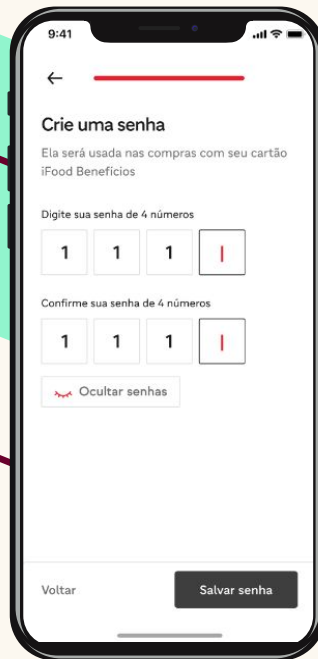 9:41
Crie uma senha
Ela será usada nas compras com seu cartão
iFood Benefícios
Digite sua senha de 4 números
1 1 1
Confirme sua senha de 4 números
1 1 1
Ocultar senhas
Voltar Salvar senha